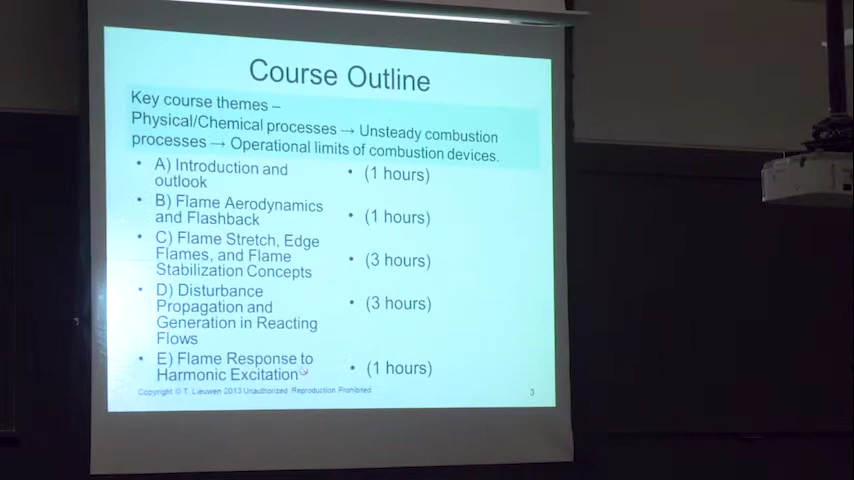 Course Outline
Key course themes –
Physical/Chemical processes → Unsteady combustion
processes → Operational limits of combustion devices.
• A) Introduction and
outlook
• (1 hours)
• B) Flame Aerodynamics
and Flashback
• (1 hours)
• C) Flame Stretch, Edge
Flames, and Flame
Stabilization Concepts
• (3 hours)
• D) Disturbance
Propagation and
Generation in Reacting
Flows
• (3 hours)
• E) Flame Response to
Harmonic Excitation
• (1 hours)
Copyright © T. Lieuwen 2013 Unauthorized Reproduction Prohibited
3